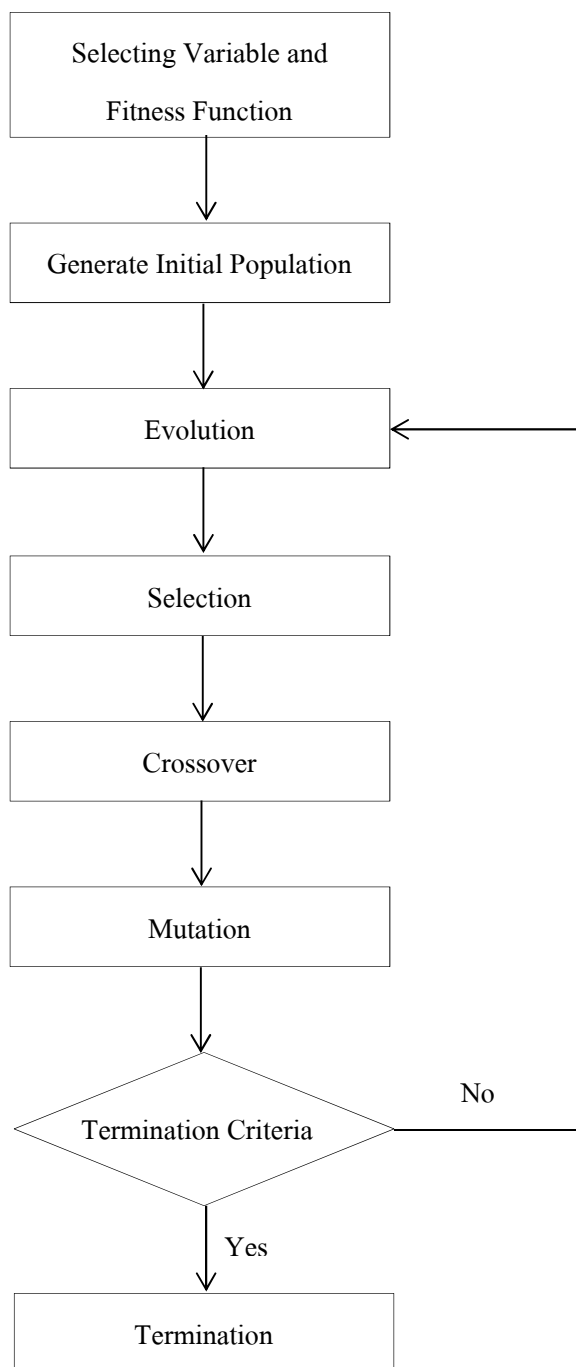 Selecting Variable and
Fitness Function
Generate Initial Population
Evolution
Selection
Crossover
Mutation
Termination Criteria
No
Yes
Termination